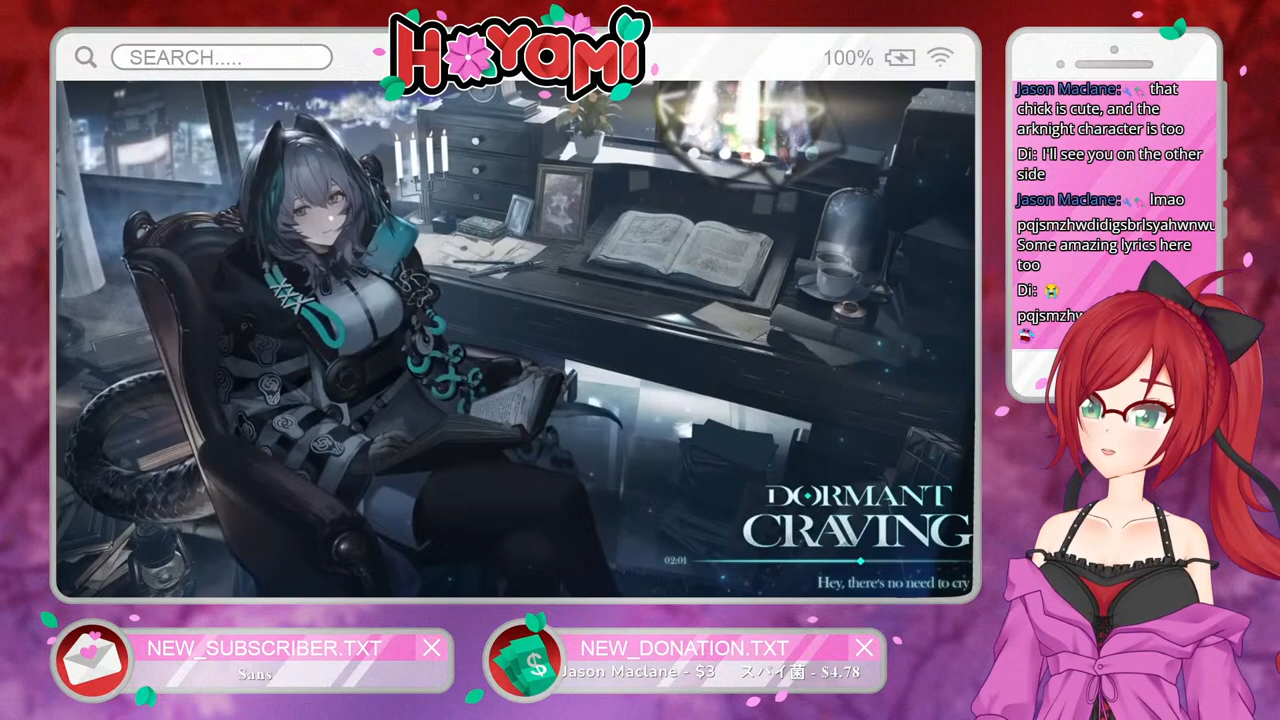 SEARCH.....
HOYAMI
100%
Jason Maclane: that
chick is cute, and the
arknight character is too
Di: I'll see you on the other
side
Jason Maclane: lmao
pqjsmzhwdidigsbrlsyahwnwu
Some amazing lyrics here
too
Di: 😭
pqjsmzhw
DORMANT
CRAVING
02:01
Hey, there's no need to cry
NEW_SUBSCRIBER.TXT
Sans
NEW_DONATION.TXT
Jason Maclane - $3 スパイ菌 - $4.78